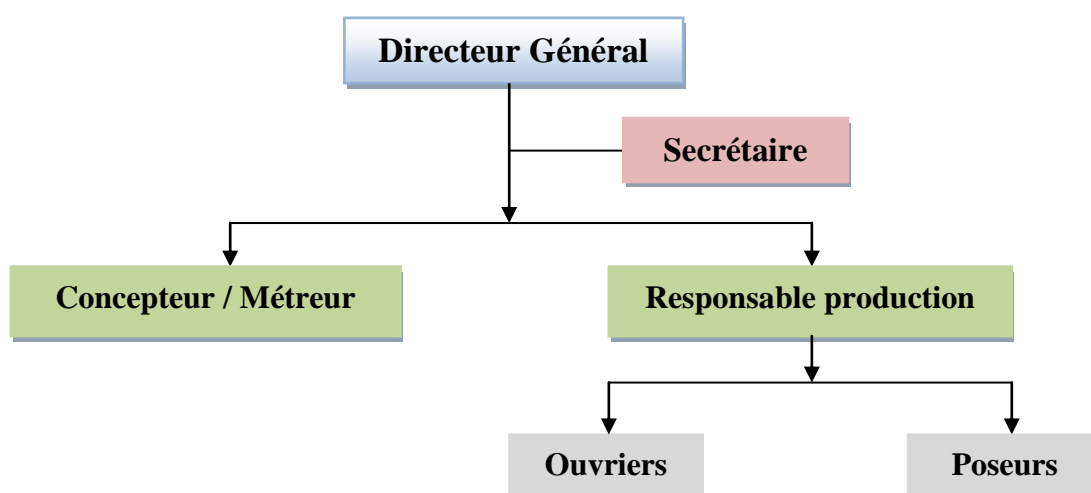 Directeur Général
Secrétaire
Concepteur / Métreur
Responsable production
Ouvriers
Poseurs